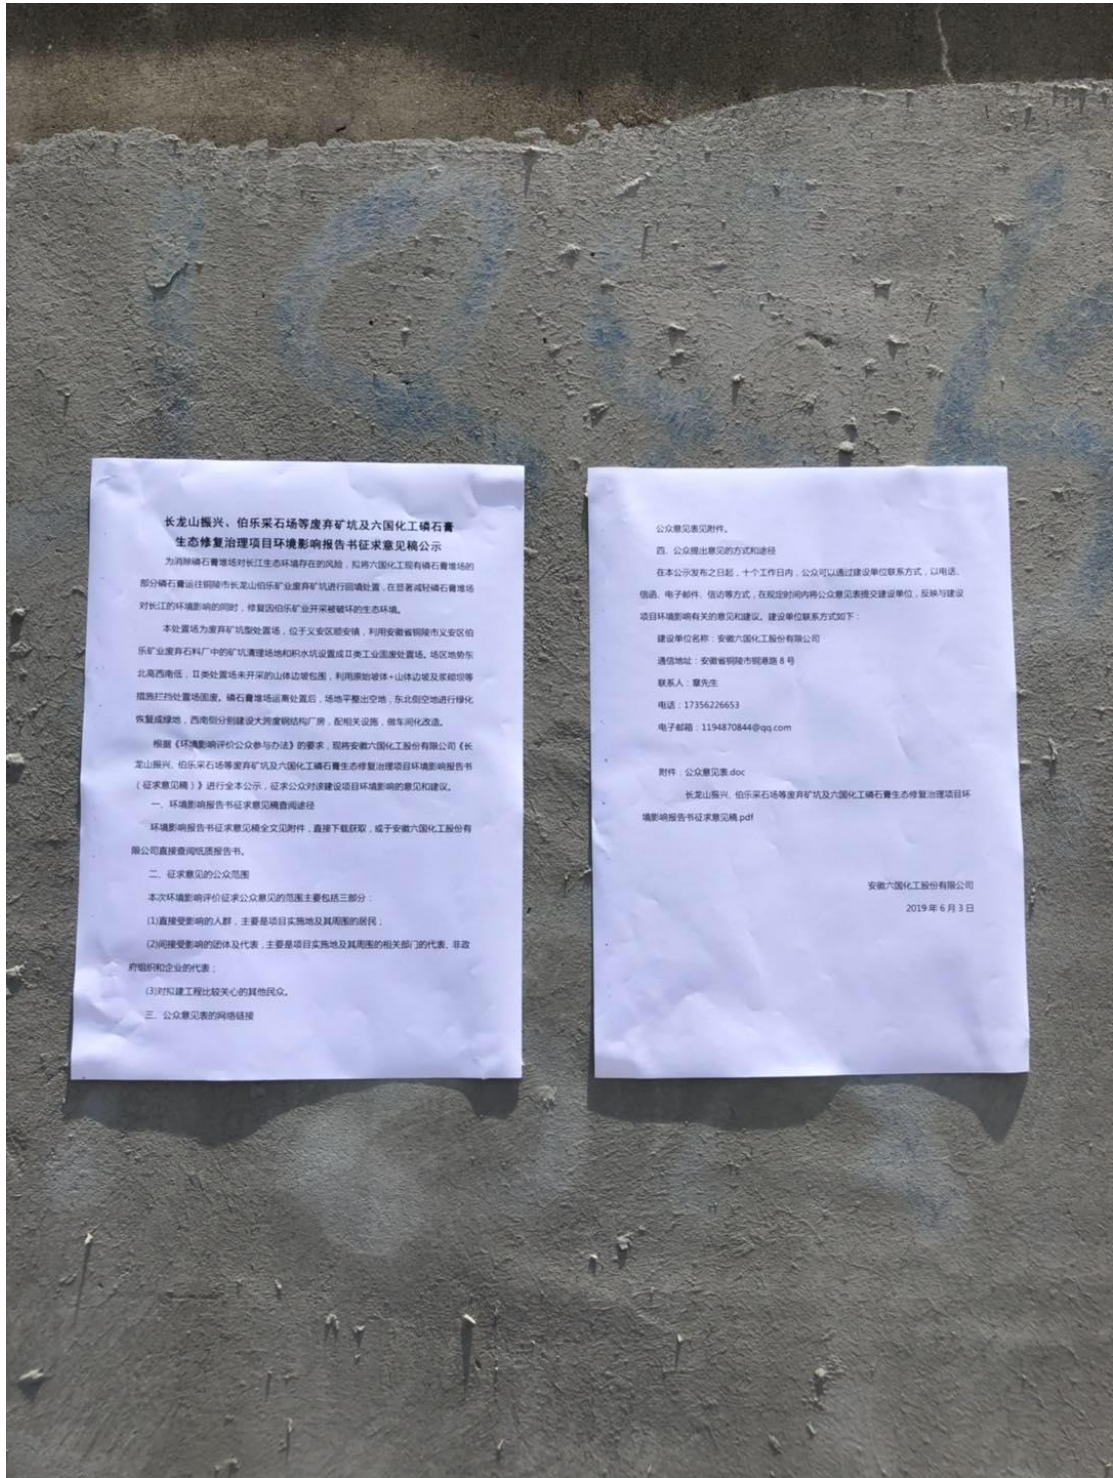 长龙山振兴、伯乐采石场等废弃矿坑及六国化工磷石膏
生态修复治理项目环境影响报告书征求意见稿公示
为消除磷石膏堆场对长江生态环境存在的风险，拟将六国化工现有磷石膏堆场的
部分磷石膏运往铜陵市长龙山伯乐矿业废弃矿坑进行回填处置，在显著减轻磷石膏堆场
对长江的环境影响的同时，修复因伯乐矿业开采被破坏的生态环境。
本处置场为废弃矿坑型处置场，位于义安区顺安镇，利用安徽省铜陵市义安区伯
乐矿业废弃石料厂中的矿坑清理场地和积水坑设置成II类工业固废处置场。场区地势东
北高西南低，II类处置场未开采的山体边坡包围，利用原始坡体+山体边坡及浆砌坝等
措施拦挡处置场固废。磷石膏堆场运离处置后，场地平整出空地，东北侧空地进行绿化
恢复成绿地，西南侧分割建设大跨度钢结构厂房，配相关设施，做车间化改造。
根据《环境影响评价公众参与办法》的要求，现将安徽六国化工股份有限公司《长
龙山振兴、伯乐采石场等废弃矿坑及六国化工磷石膏生态修复治理项目环境影响报告书
（征求意见稿）》进行全本公示，征求公众对该建设项目环境影响的意见和建议。
一、环境影响报告书征求意见稿查阅途径
环境影响报告书征求意见稿全文见附件，直接下载获取，或于安徽六国化工股份有
限公司直接查阅纸质报告书。
二、征求意见的公众范围
本次环境影响评价征求公众意见的范围主要包括三部分：
(1)直接受影响的人群，主要是项目实施地及其周围的居民；
(2)间接受影响的团体及代表，主要是项目实施地及其周围的相关部门的代表、非政
府组织和企业的代表；
(3)对拟建工程比较关心的其他民众。
三、公众意见表的网络链接
公众意见表见附件。
四、公众提出意见的方式和途径
在本公示发布之日起，十个工作日内，公众可以通过建设单位联系方式，以电话、
信函、电子邮件、信访等方式，在规定时间内将公众意见表提交建设单位，反映与建设
项目环境影响有关的意见和建议。建设单位联系方式如下：
建设单位名称：安徽六国化工股份有限公司
通信地址：安徽省铜陵市铜港路 8 号
联系人：章先生
电话：17356226653
电子邮箱：1194870844@qq.com
附件：公众意见表.doc
长龙山振兴、伯乐采石场等废弃矿坑及六国化工磷石膏生态修复治理项目环
境影响报告书征求意见稿.pdf
安徽六国化工股份有限公司
2019 年 6 月 3 日